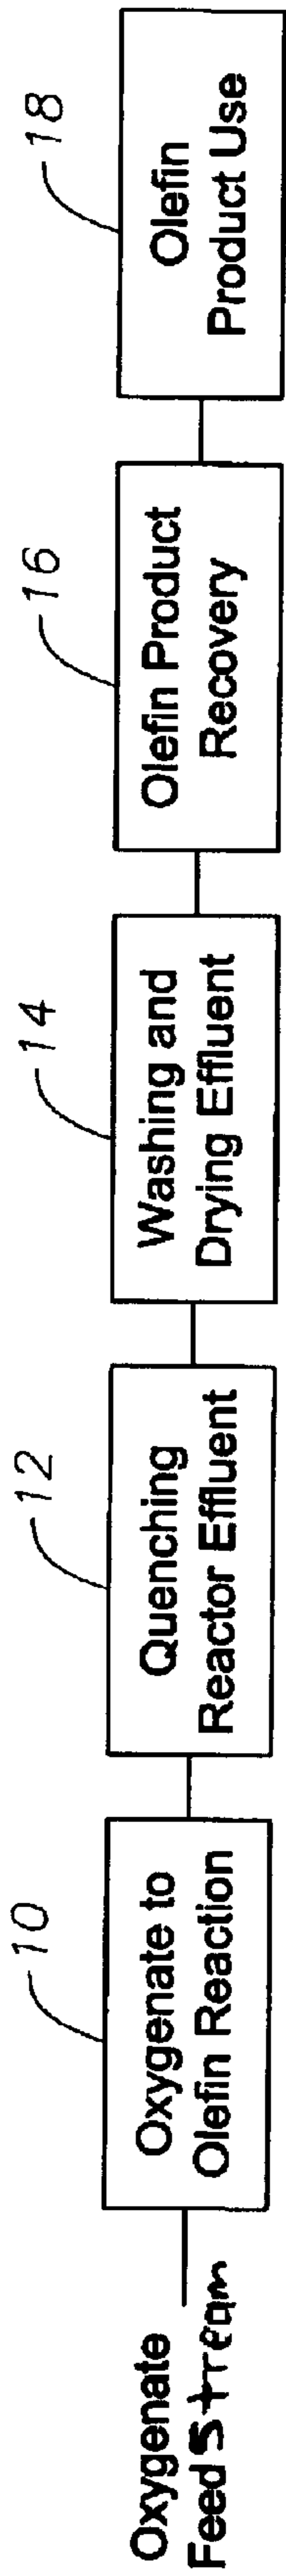 Oxygenate
Feed Stream
10
Oxygenate to
Olefin Reaction
12
Quenching
Reactor Effluent
14
Washing and
Drying Effluent
16
Olefin Product
Recovery
18
Olefin
Product Use